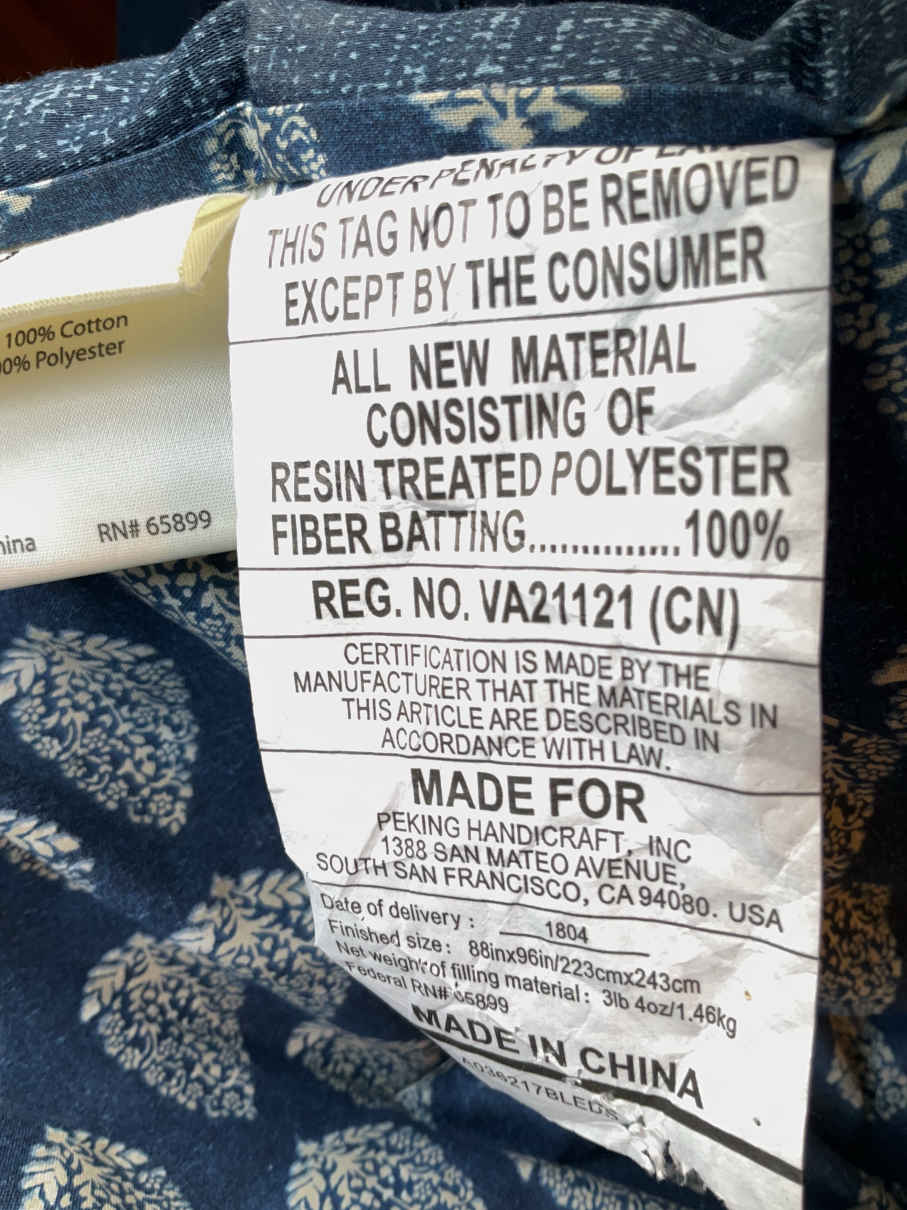 UNDER PENALTY OF LAW
THIS TAG NOT TO BE REMOVED
EXCEPT BY THE CONSUMER
ALL NEW MATERIAL
CONSISTING OF
RESIN TREATED POLYESTER
FIBER BATTING..............100%
REG. NO. VA21121 (CN)
CERTIFICATION IS MADE BY THE
MANUFACTURER THAT THE MATERIALS IN
THIS ARTICLE ARE DESCRIBED IN
ACCORDANCE WITH LAW.
MADE FOR
PEKING HANDICRAFT, INC
1388 SAN MATEO AVENUE,
SOUTH SAN FRANCISCO, CA 94080. USA
Date of delivery : 1804
Finished size: 88inx96in/223cmx243cm
Net weight of filling material: 3lb 4oz/1.46kg
Federal RN# 65899
MADE IN CHINA
100% Cotton
00% Polyester
hina RN# 65899